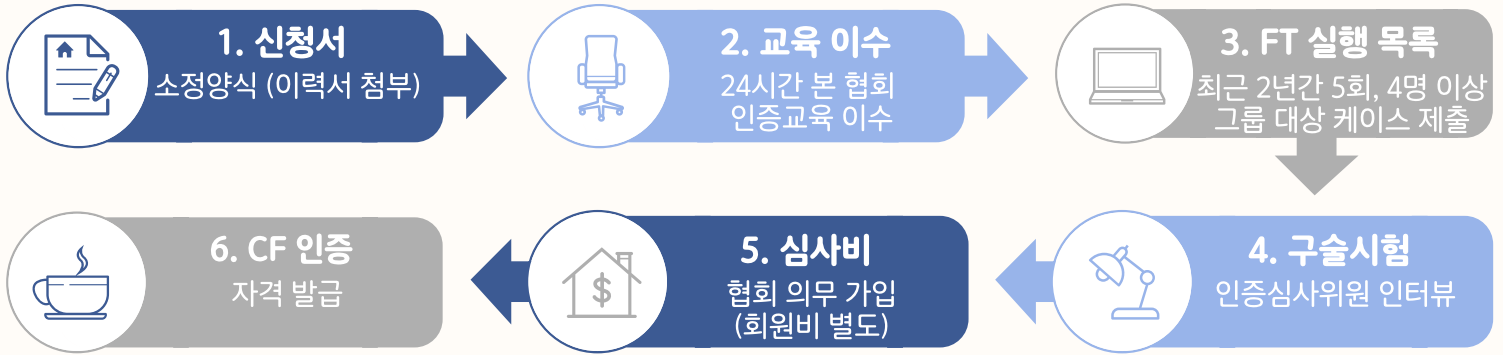 1. 신청서
소정양식 (이력서 첨부)
2. 교육 이수
24시간 본 협회
인증교육 이수
3. FT 실행 목록
최근 2년간 5회, 4명 이상
그룹 대상 케이스 제출
4. 구술시험
인증심사위원 인터뷰
5. 심사비
협회 의무 가입
(회원비 별도)
$
6. CF 인증
자격 발급